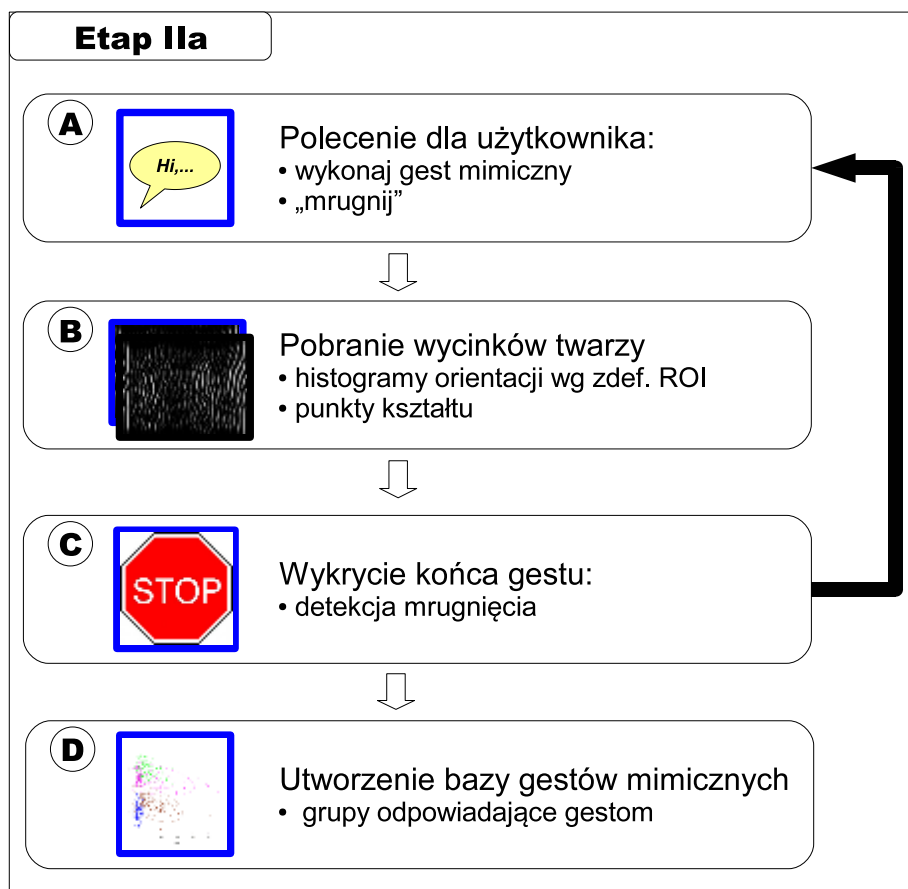 Etap IIa
A
Hi,...
Polecenie dla użytkownika:
• wykonaj gest mimiczny
• „mrugnij”
B
Pobranie wycinków twarzy
• histogramy orientacji wg zdef. ROI
• punkty kształtu
C
STOP
Wykrycie końca gestu:
• detekcja mrugnięcia
D
Utworzenie bazy gestów mimicznych
• grupy odpowiadające gestom